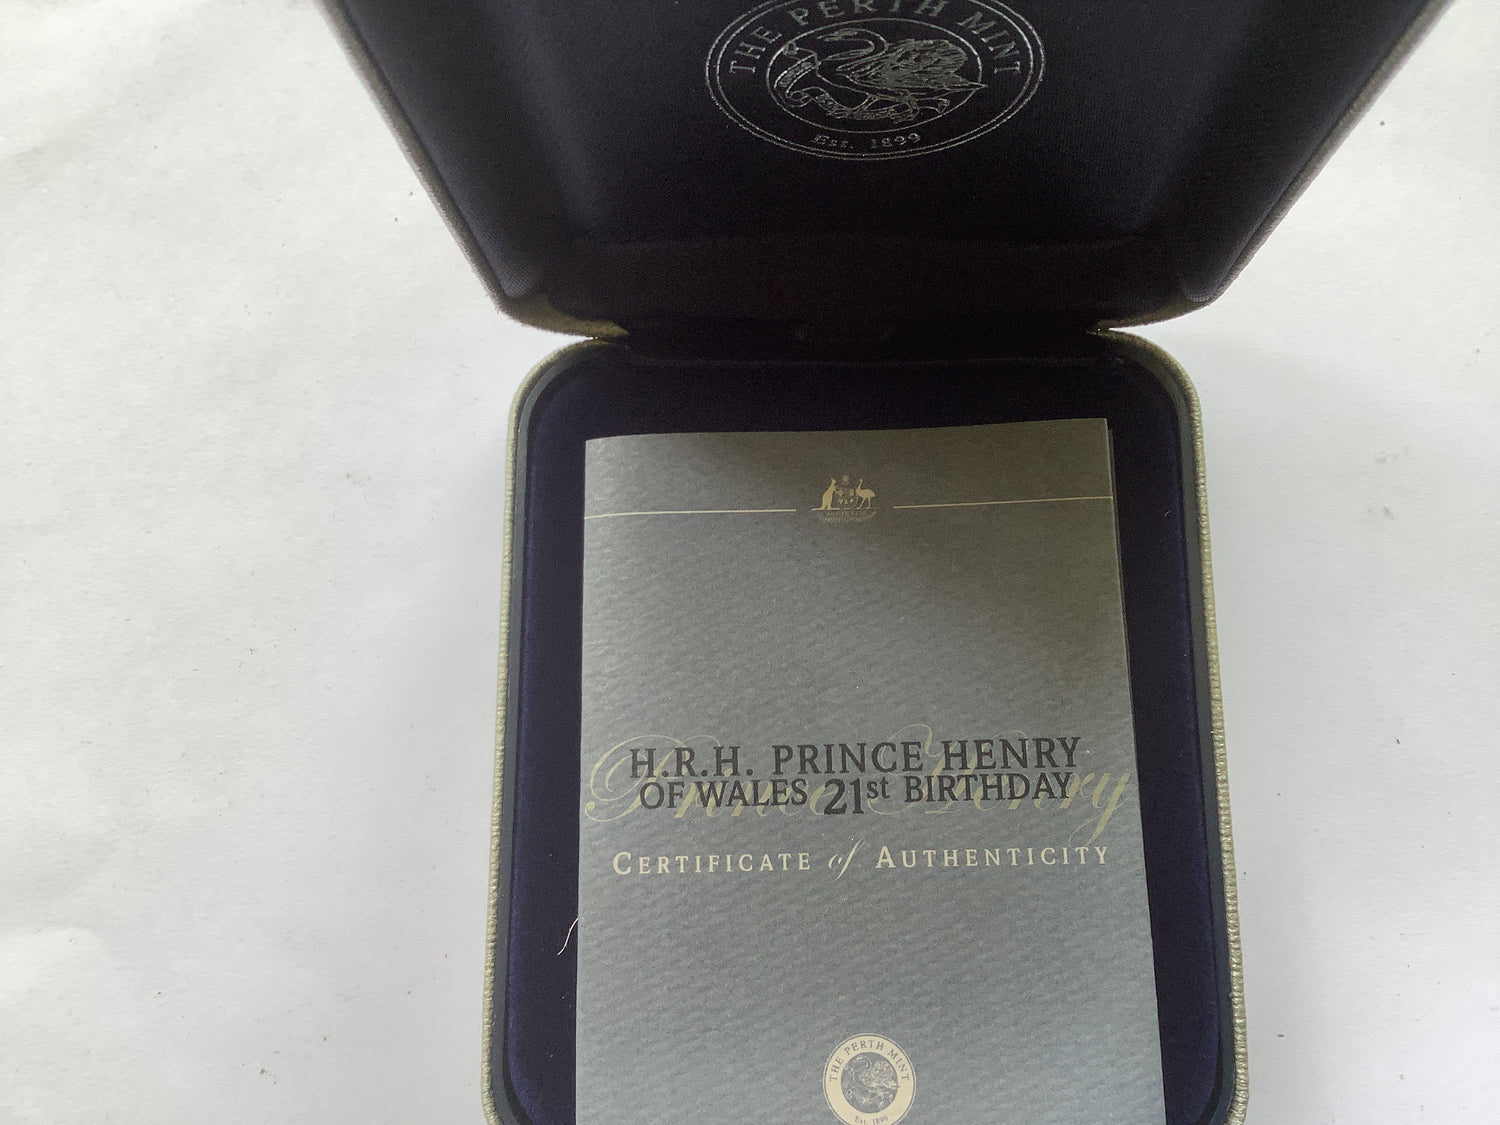 THE PERTH MINT
Est. 1899
AUSTRALIA
Prince Henry
H.R.H. PRINCE HENRY
OF WALES 21st BIRTHDAY
CERTIFICATE of AUTHENTICITY
THE PERTH MINT
Est. 1899